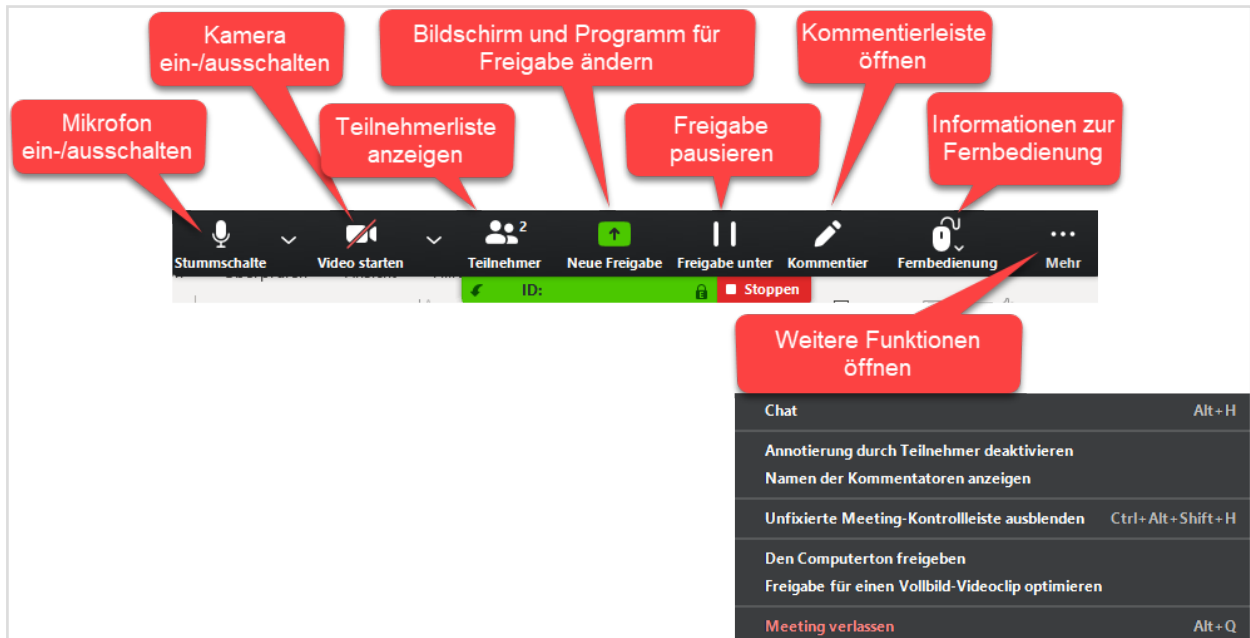 Kamera
ein-/ausschalten
Bildschirm und Programm für
Freigabe ändern
Kommentierleiste
öffnen
Mikrofon
ein-/ausschalten
Teilnehmerliste
anzeigen
Freigabe
pausieren
Informationen zur
Fernbedienung
2
Stummschalte
Video starten
Teilnehmer
Neue Freigabe
Freigabe unter
Kommentier
Fernbedienung
Mehr
ID:
Stoppen
Weitere Funktionen
öffnen
Chat Alt+H
Annotierung durch Teilnehmer deaktivieren
Namen der Kommentatoren anzeigen
Unfixierte Meeting-Kontrollleiste ausblenden Ctrl+Alt+Shift+H
Den Computerton freigeben
Freigabe für einen Vollbild-Videoclip optimieren
Meeting verlassen Alt+Q